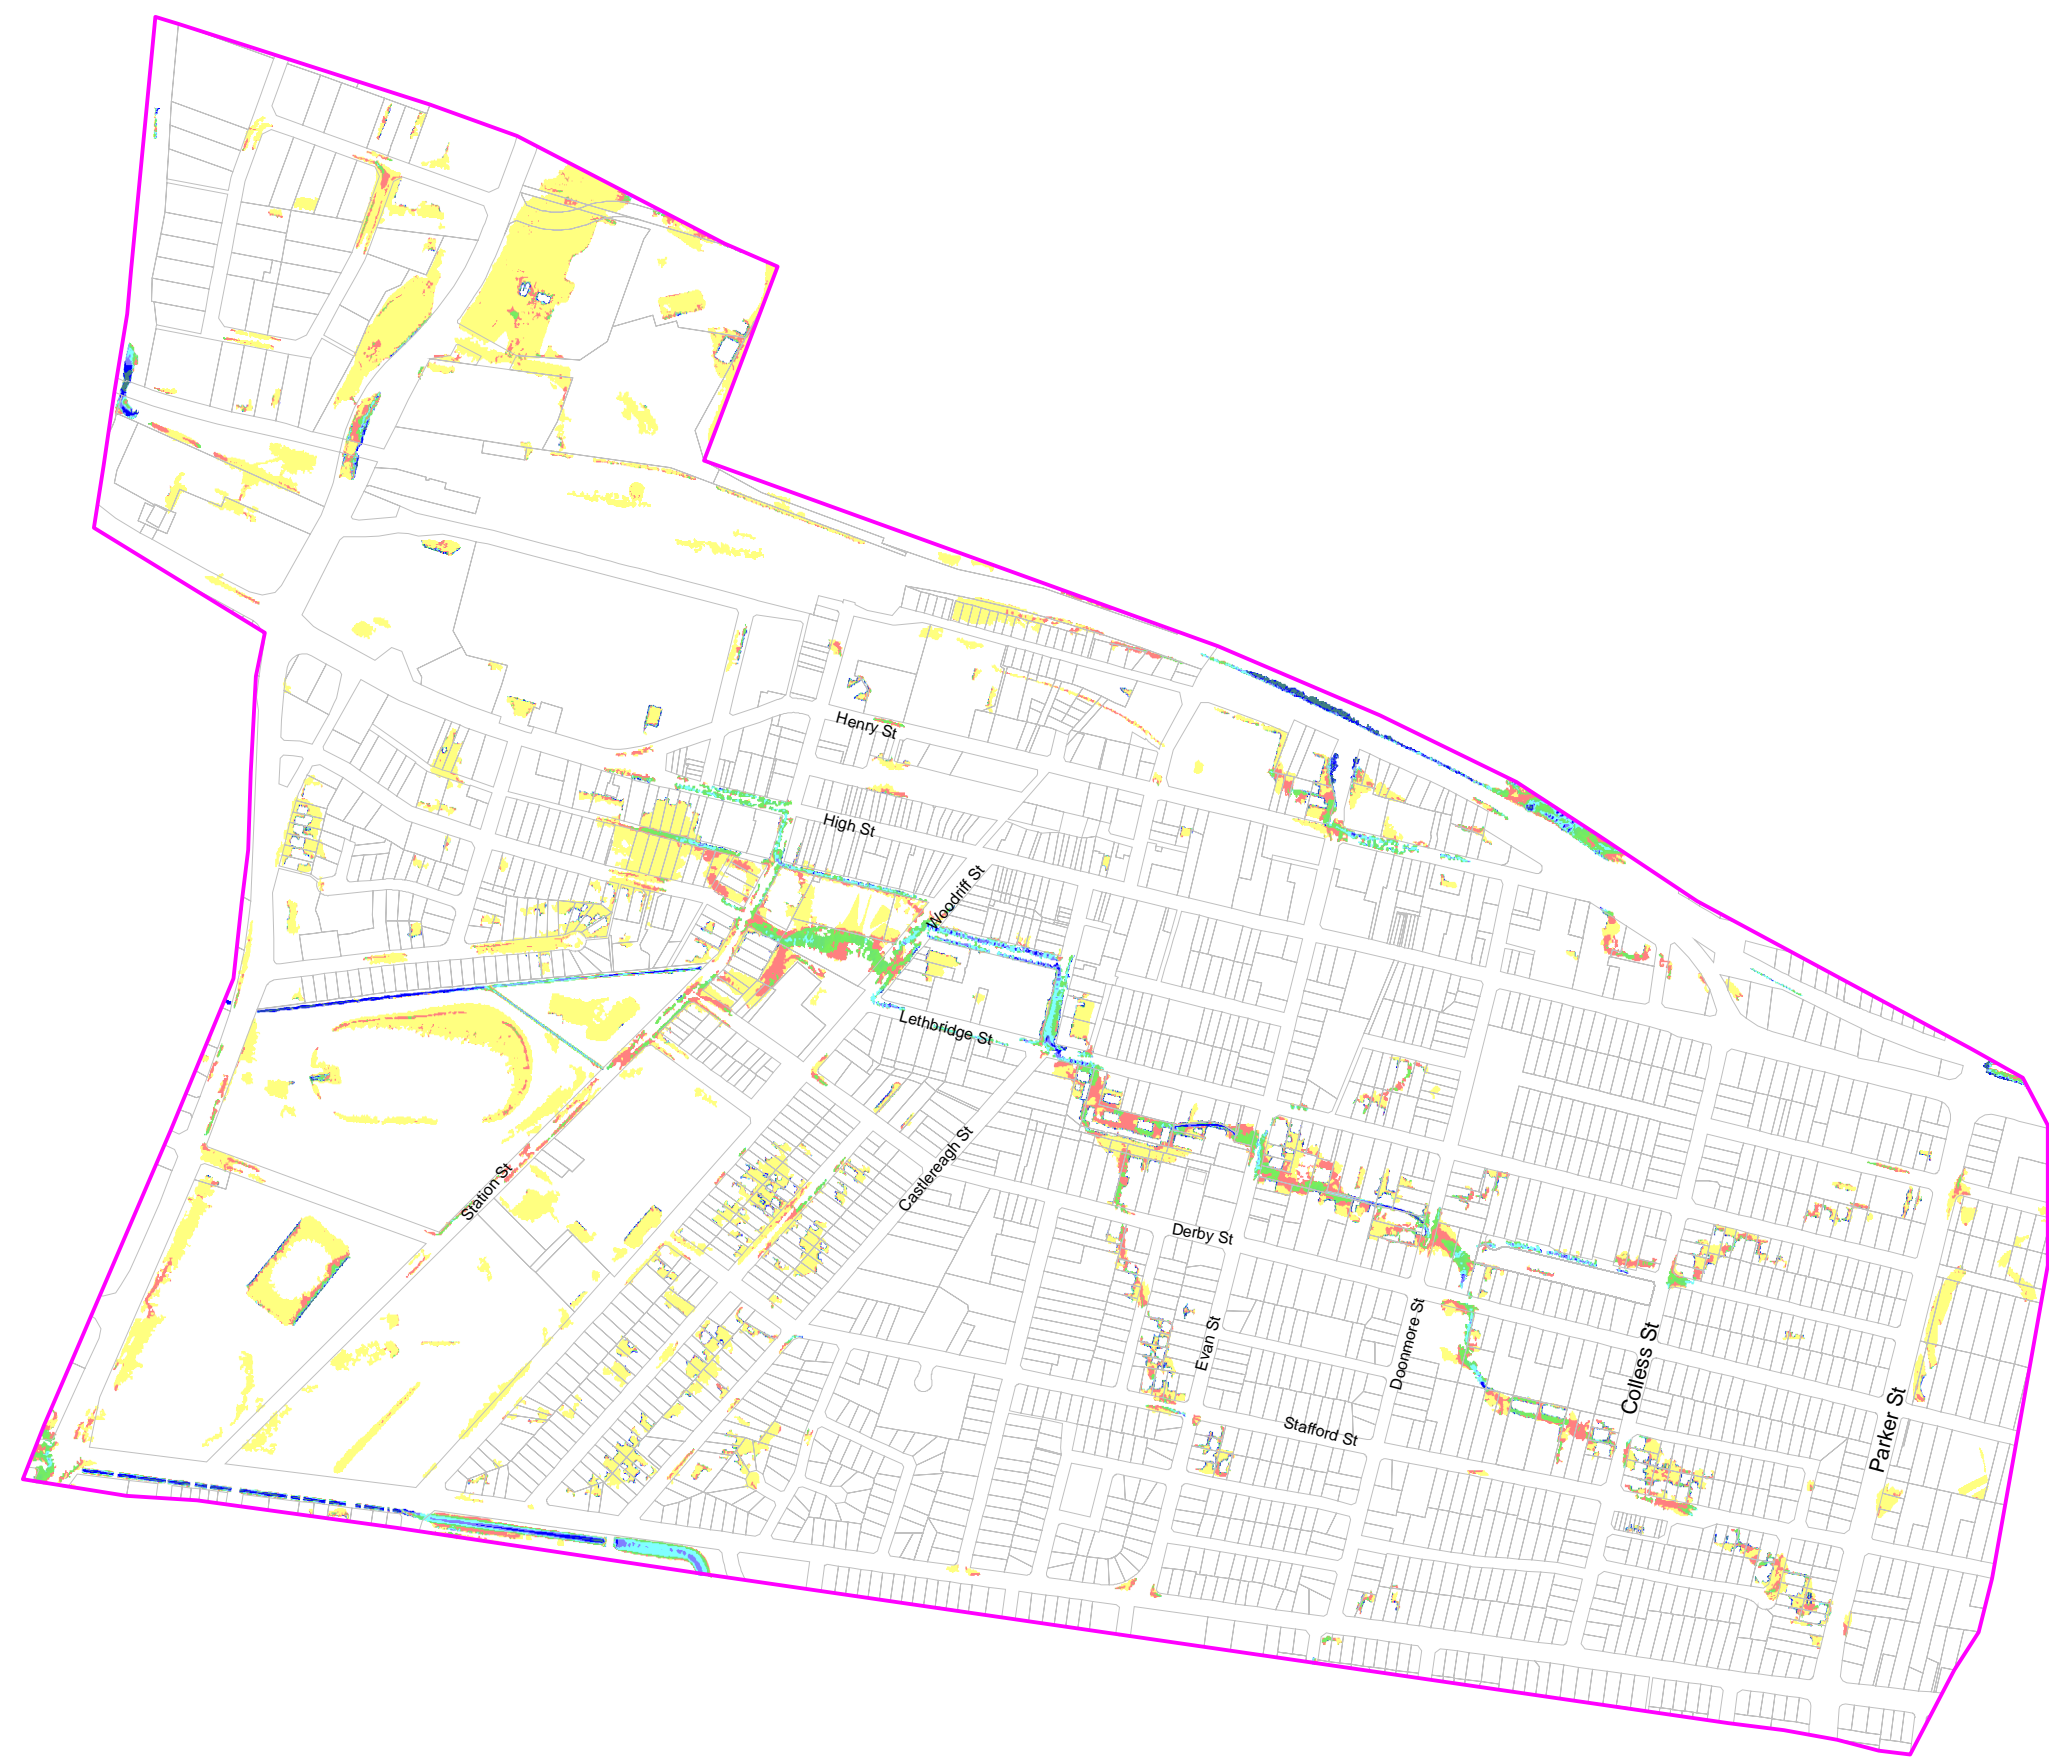 Henry St
High St
Woodriff St
Lethbridge St
Castlereagh St
Station St
Derby St
Evan St
Doonmore St
Colless St
Parker St
Stafford St